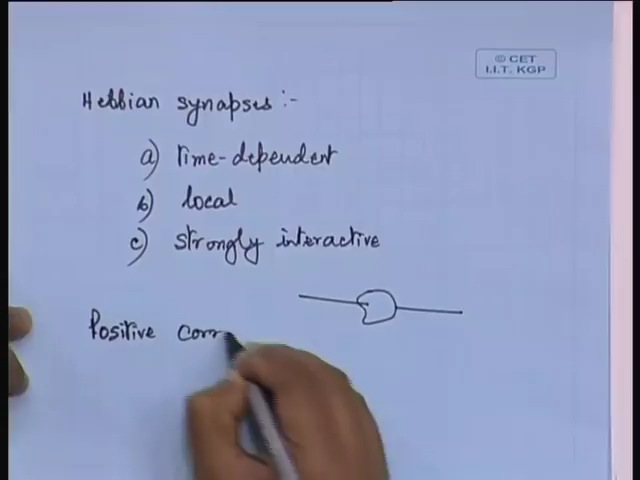 © CET
I.I.T. KGP
Hebbian synapses :-
a) Time-dependent
b) local
c) strongly interactive
Positive corr